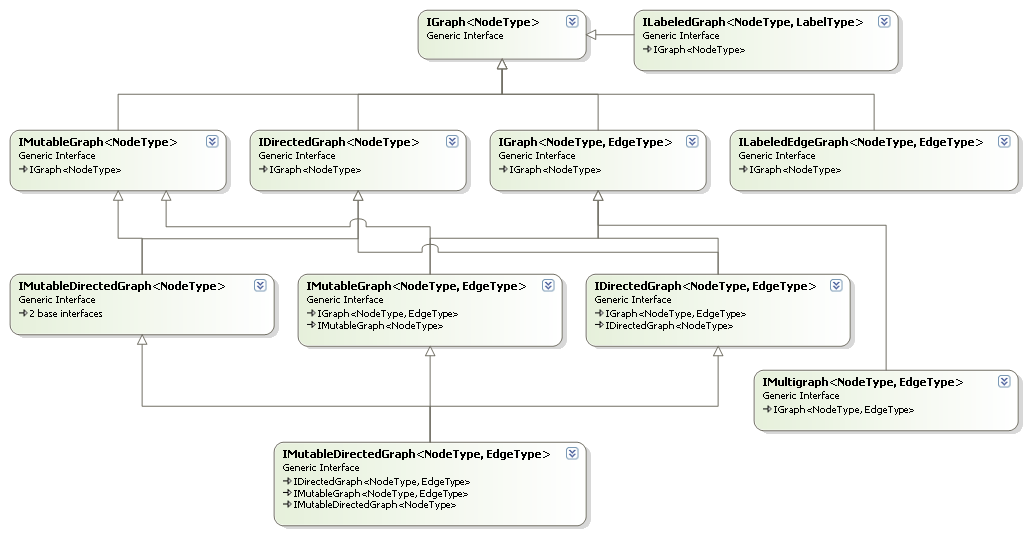 IGraph<NodeType>
Generic Interface
ILabeledGraph<NodeType, LabelType>
Generic Interface
IGraph<NodeType>
IMutableGraph<NodeType>
Generic Interface
IGraph<NodeType>
IDirectedGraph<NodeType>
Generic Interface
IGraph<NodeType>
IGraph<NodeType, EdgeType>
Generic Interface
IGraph<NodeType>
ILabeledEdgeGraph<NodeType, EdgeType>
Generic Interface
IGraph<NodeType>
IMutableDirectedGraph<NodeType>
Generic Interface
2 base interfaces
IMutableGraph<NodeType, EdgeType>
Generic Interface
IGraph<NodeType, EdgeType>
IMutableGraph<NodeType>
IDirectedGraph<NodeType, EdgeType>
Generic Interface
IGraph<NodeType, EdgeType>
IDirectedGraph<NodeType>
IMultigraph<NodeType, EdgeType>
Generic Interface
IGraph<NodeType, EdgeType>
IMutableDirectedGraph<NodeType, EdgeType>
Generic Interface
IDirectedGraph<NodeType, EdgeType>
IMutableGraph<NodeType, EdgeType>
IMutableDirectedGraph<NodeType>